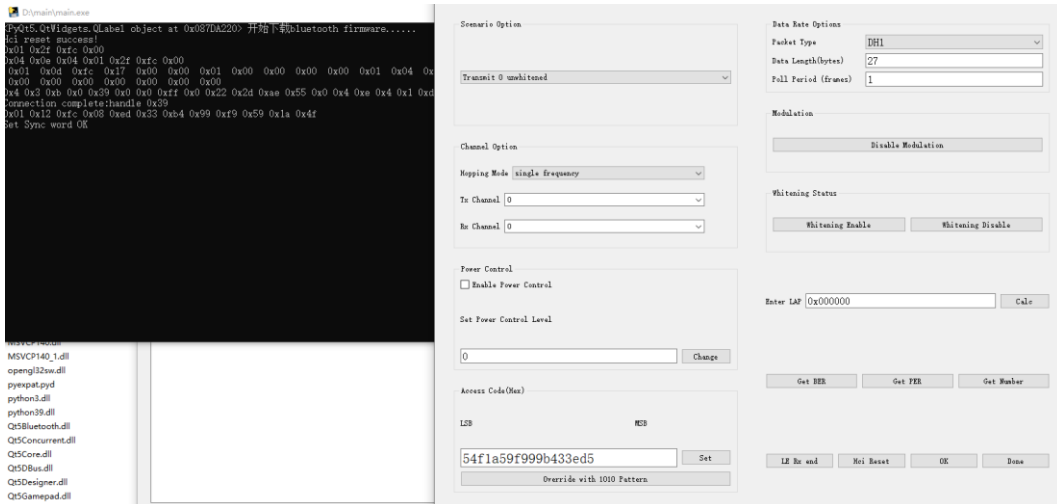 D:\main\main.exe
<PyQt5.QtWidgets.QLabel object at 0x087DA220> 开始下载bluetooth firmware......
Hci reset success!
0x01 0x2f 0xfc 0x00
0x04 0x0e 0x04 0x01 0x2f 0xfc 0x00
0x01 0x0d 0xfc 0x17 0x00 0x00 0x01 0x00 0x00 0x00 0x00 0x01 0x04 0x
0x00 0x00 0x00 0x00 0x00 0x00 0x00
0x4 0x3 0xb 0x0 0x39 0x0 0x0 0xff 0x0 0x22 0x2d 0xae 0x55 0x0 0x4 0xe 0x4 0x1 0xd
Connection complete:handle 0x39
0x01 0x12 0xfc 0x08 0xed 0x33 0xb4 0x99 0xf9 0x59 0x1a 0x4f
Set Sync word OK
MSVCP140.dll
MSVCP140_1.dll
opengl32sw.dll
pyexpat.pyd
python3.dll
python39.dll
Qt5Bluetooth.dll
Qt5Concurrent.dll
Qt5Core.dll
Qt5DBus.dll
Qt5Designer.dll
Qt5Gamepad.dll
Scenario Option
Transmit 0 unwhitened
Channel Option
Hopping Mode single frequency
Tx Channel 0
Rx Channel 0
Power Control
Enable Power Control
Set Power Control Level
0 Change
Access Code(Hex)
LSB MSB
54f1a59f999b433ed5 Set
Override with 1010 Pattern
Data Rate Options
Packet Type DH1
Data Length(bytes) 27
Poll Period (frames) 1
Modulation
Disable Modulation
Whitening Status
Whitening Enable Whitening Disable
Enter LAP 0x000000 Calc
Get BER Get PER Get Number
LE Rx end Hci Reset OK Done